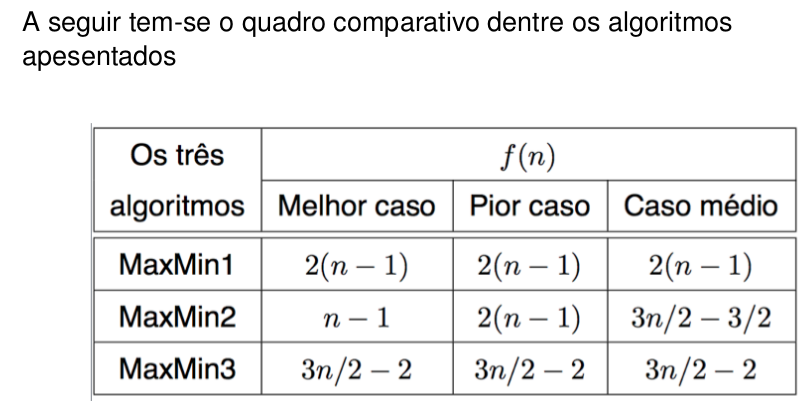 A seguir tem-se o quadro comparativo dentre os algoritmos
apesentados
Os três
algoritmos
f(n)
Melhor caso Pior caso Caso médio
MaxMin1 2(n − 1) 2(n − 1) 2(n − 1)
MaxMin2 n − 1 2(n − 1) 3n/2 − 3/2
MaxMin3 3n/2 − 2 3n/2 − 2 3n/2 − 2